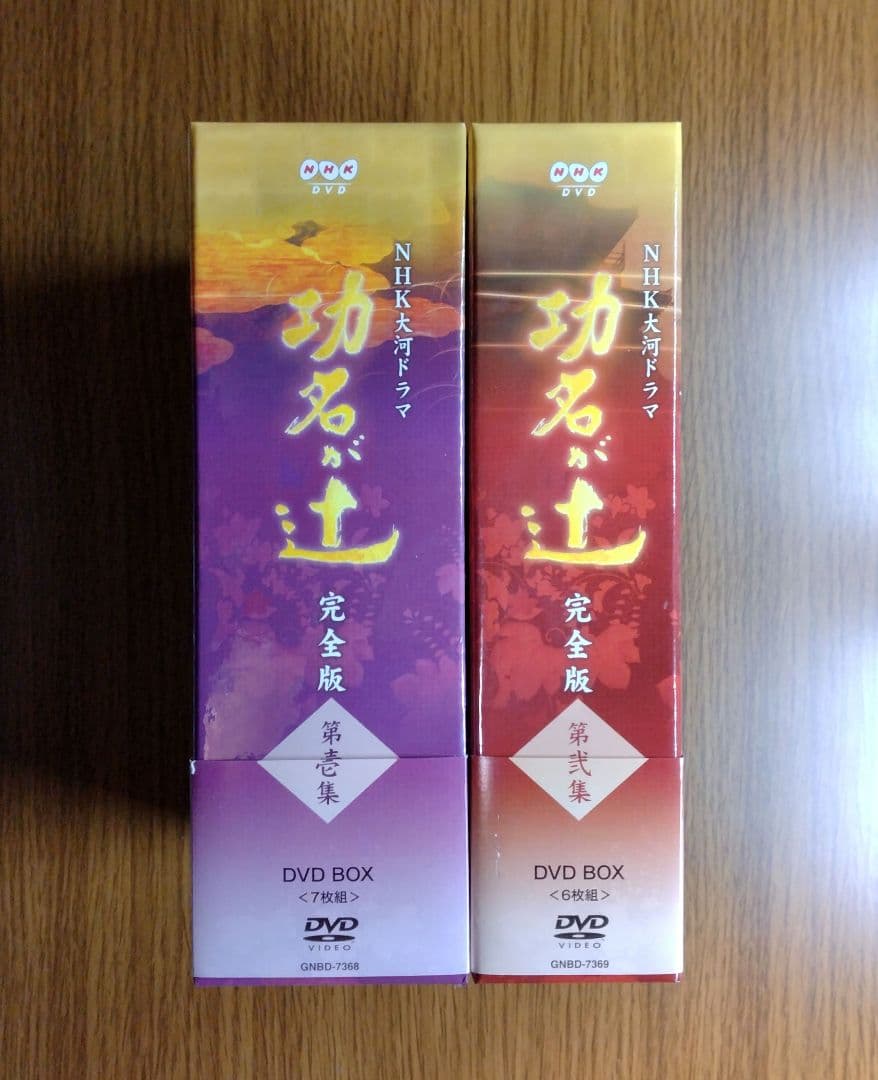 NHK
DVD
NHK大河ドラマ
功名が辻
完全版
第壱集
DVD BOX
＜7枚組＞
DVD
VIDEO
GNBD-7368
NHK
DVD
NHK大河ドラマ
功名が辻
完全版
第弐集
DVD BOX
＜6枚組＞
DVD
VIDEO
GNBD-7369